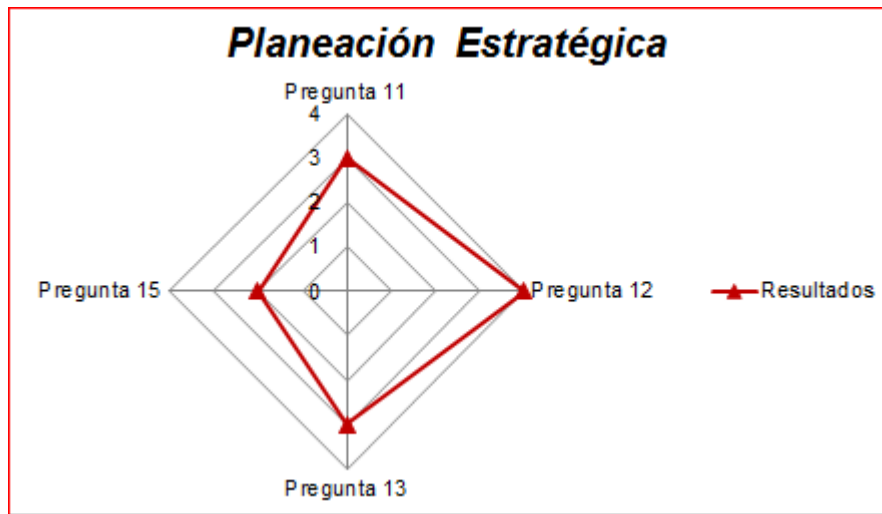 Planeación Estratégica
Pregunta 11
4
3
2
1
0
Pregunta 15
Pregunta 12
Resultados
Pregunta 13